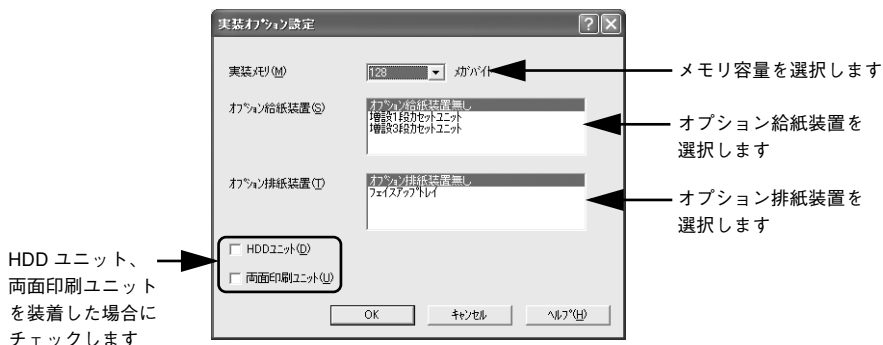 実装ｵﾌﾟｼｮﾝ設定
実装ﾒﾓﾘ(M)
128
ﾒｶﾞﾊﾞｲﾄ
メモリ容量を選択します
ｵﾌﾟｼｮﾝ給紙装置(S)
ｵﾌﾟｼｮﾝ給紙装置無し
増設1段ｶｾｯﾄﾕﾆｯﾄ
増設3段ｶｾｯﾄﾕﾆｯﾄ
オプション給紙装置を
選択します
ｵﾌﾟｼｮﾝ排紙装置(T)
ｵﾌﾟｼｮﾝ排紙装置無し
ﾌｪｲｽｱｯﾌﾟﾄﾚｲ
オプション排紙装置を
選択します
HDDﾕﾆｯﾄ(D)
両面印刷ﾕﾆｯﾄ(U)
HDD ユニット、
両面印刷ユニット
を装着した場合に
チェックします
OK
ｷｬﾝｾﾙ
ﾍﾙﾌﾟ(H)